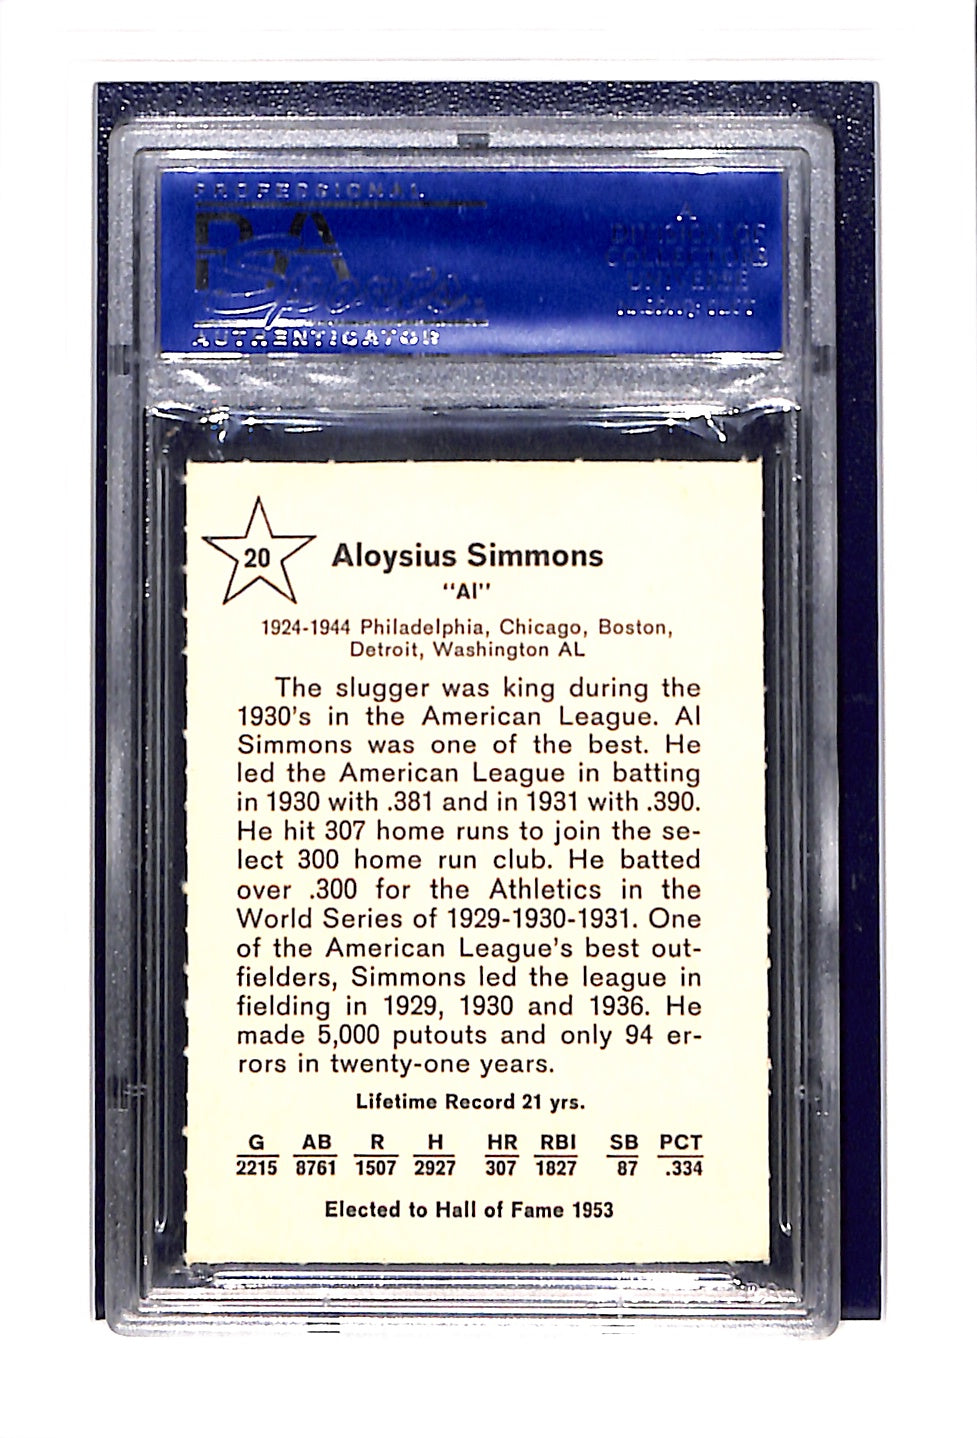 PROFESSIONAL
PSA
Sports
AUTHENTICATOR
A
DIVISION OF
COLLECTORS
UNIVERSE
20
Aloysius Simmons
"Al"
1924-1944 Philadelphia, Chicago, Boston,
Detroit, Washington AL
The slugger was king during the
1930's in the American League. Al
Simmons was one of the best. He
led the American League in batting
in 1930 with .381 and in 1931 with .390.
He hit 307 home runs to join the se-
lect 300 home run club. He batted
over .300 for the Athletics in the
World Series of 1929-1930-1931. One
of the American League's best out-
fielders, Simmons led the league in
fielding in 1929, 1930 and 1936. He
made 5,000 putouts and only 94 er-
rors in twenty-one years.
Lifetime Record 21 yrs.
G AB R H HR RBI SB PCT
2215 8761 1507 2927 307 1827 87 .334
Elected to Hall of Fame 1953